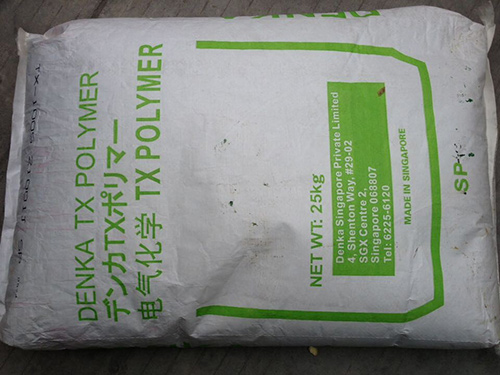 DENKA
DENKA TX POLYMER
デンカTXポリマー
电气化学 TX POLYMER
NET WT: 25kg
Denka Singapore Private Limited
4, Shenton Way, #29-02
SGX Centre 2,
Singapore 068807
Tel: 6225-6120
MADE IN SINGAPORE
SP